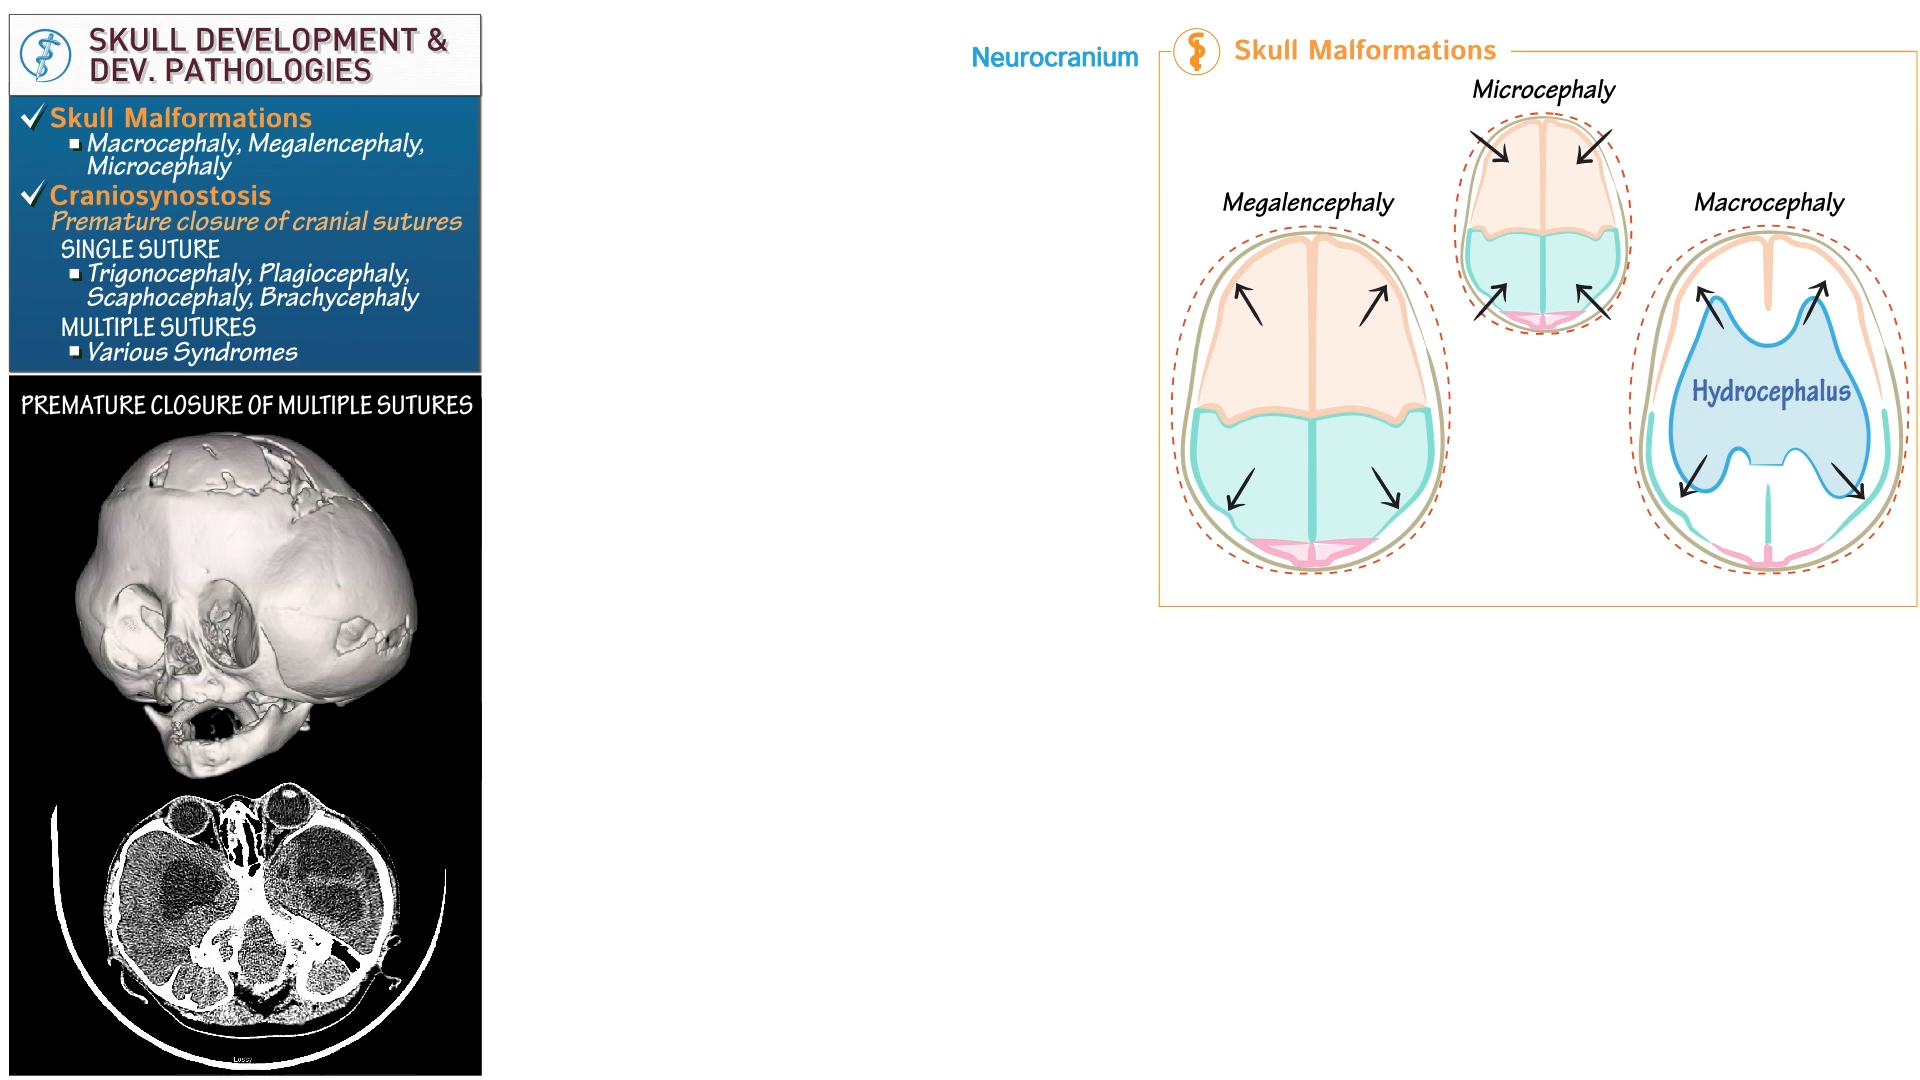 SKULL DEVELOPMENT &
DEV. PATHOLOGIES
Skull Malformations
Macrocephaly, Megalencephaly,
Microcephaly
Craniosynostosis
Premature closure of cranial sutures
SINGLE SUTURE
Trigonocephaly, Plagiocephaly,
Scaphocephaly, Brachycephaly
MULTIPLE SUTURES
Various Syndromes
PREMATURE CLOSURE OF MULTIPLE SUTURES
Lossy
Neurocranium
Skull Malformations
Microcephaly
Megalencephaly
Macrocephaly
Hydrocephalus